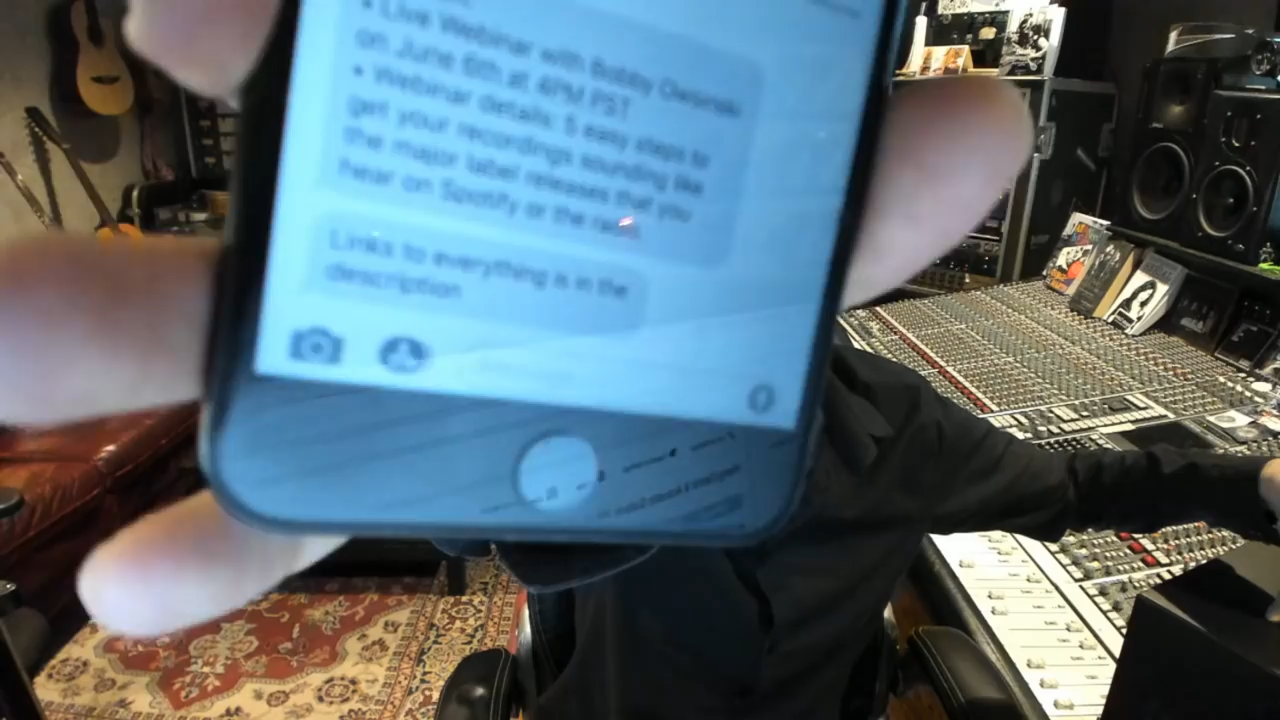 • Live Webinar with Bobby
on June 6th at 4PM PST
• Webinar details: 5 easy steps to
get your recordings sounding like
the major label releases that you
hear on Spotify or the radio.
Links to everything is in the
description